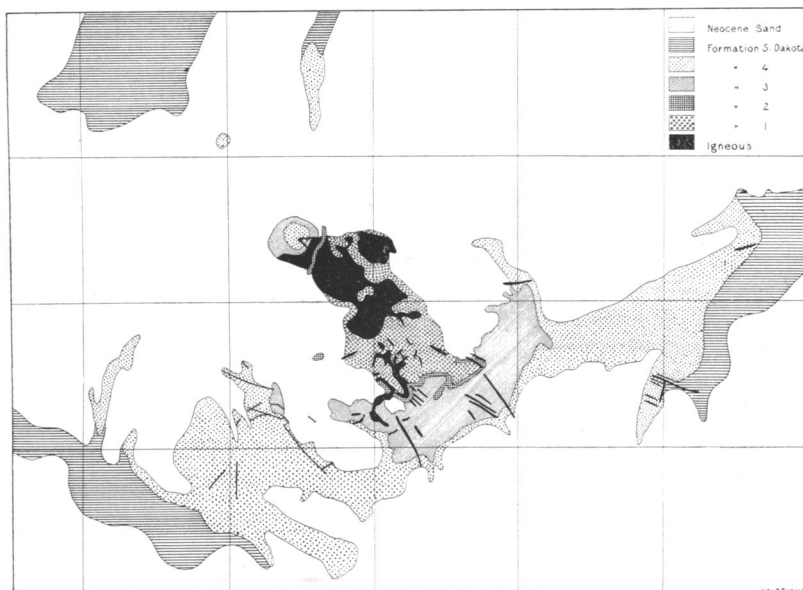 Neocene Sand
Formation 5. Dakota
" 4
" 3
" 2
" 1
Igneous